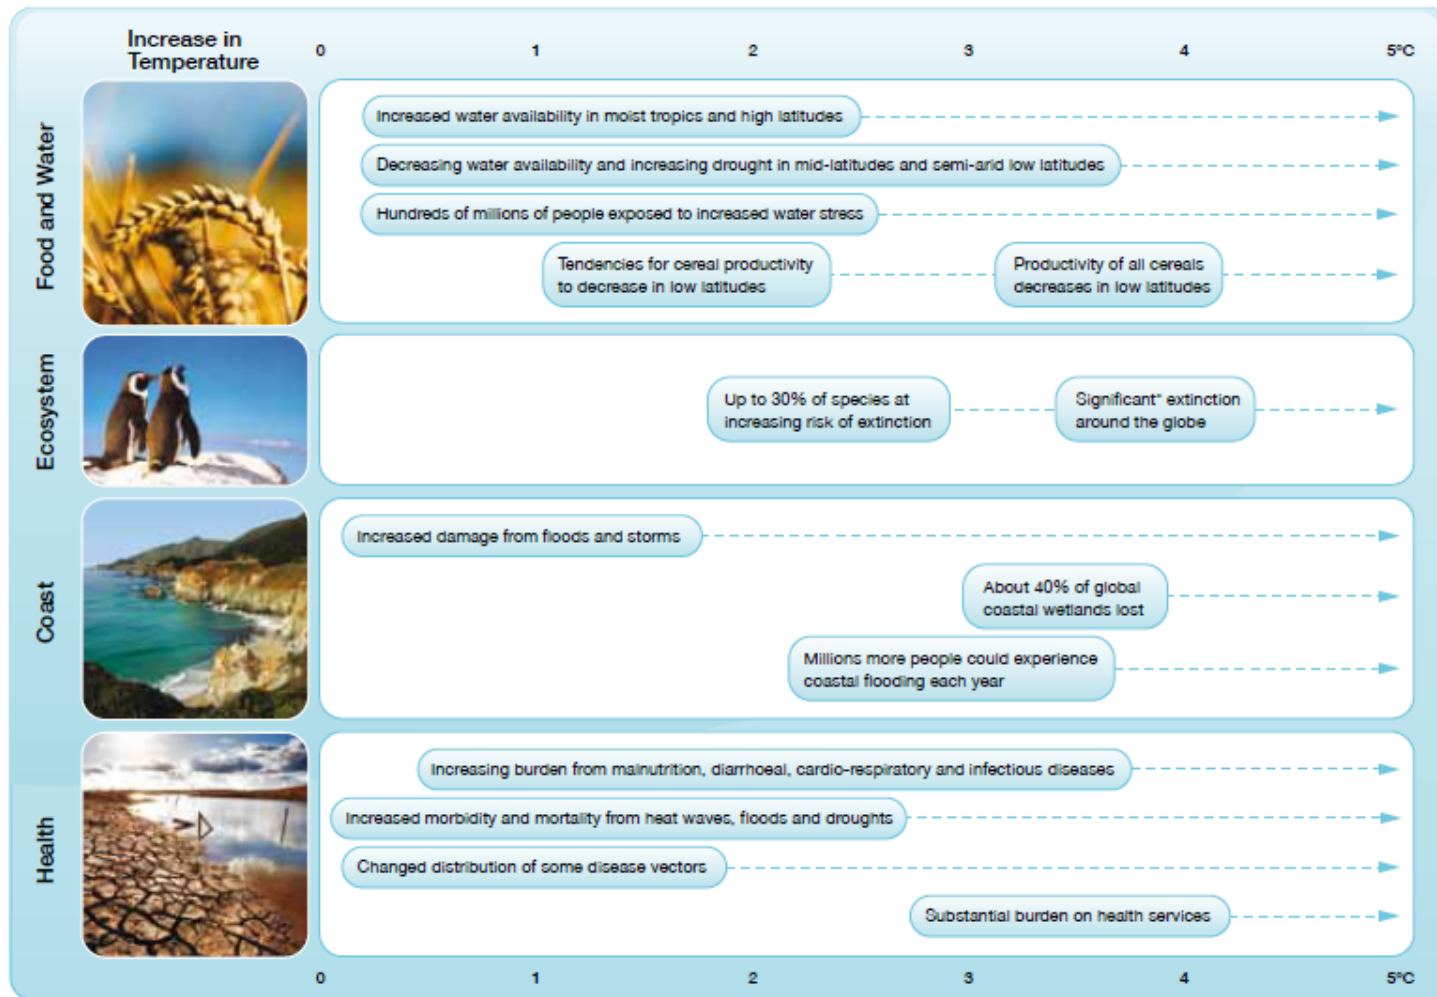 Increase in
Temperature
0 1 2 3 4 5°C
Food and Water
Increased water availability in moist tropics and high latitudes
Decreasing water availability and increasing drought in mid-latitudes and semi-arid low latitudes
Hundreds of millions of people exposed to increased water stress
Tendencies for cereal productivity
to decrease in low latitudes
Productivity of all cereals
decreases in low latitudes
Ecosystem
Up to 30% of species at
increasing risk of extinction
Significant* extinction
around the globe
Coast
Increased damage from floods and storms
About 40% of global
coastal wetlands lost
Millions more people could experience
coastal flooding each year
Health
Increasing burden from malnutrition, diarrhoeal, cardio-respiratory and infectious diseases
Increased morbidity and mortality from heat waves, floods and droughts
Changed distribution of some disease vectors
Substantial burden on health services
0 1 2 3 4 5°C